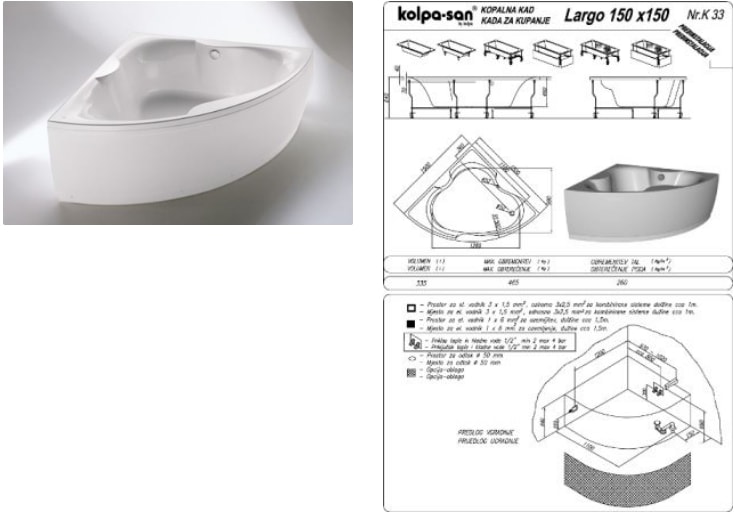 kolpa-san®
by kolpa
KOPALNA KAD
KADA ZA KUPANJE
Largo 150 x150
Nr.K 33
VOLUMEN (l)
VOLUMEN (l)
MAX. OBREMENITEV (kg)
MAX. OPTEREĆENJE (kg)
OBREMENITEV TAL (kg/m²)
OPTEREĆENJE PODA (kg/m²)
335
465
260
- Prostor za el. vodnik 3 x 1,5 mm², oziroma 3x2,5 mm² za kombinirane sisteme dolžine cca 1m.
- Mjesto za el. vodnik 3 x 1,5 mm², odnosno 3x2,5 mm² za kombinirane sisteme dužine cca 1m.
- Prostor za el. vodnik 1 x 6 mm² za ozemljitev, dolžine cca 1,5m.
- Mjesto za el. vodnik 1 x 6 mm² za uzemljenje, dužine cca 1,5m.
- Priklop tople in hladne vode 1/2" min 2 max 4 bar
- Priključak tople i hladne vode 1/2" min 2 max 4 bar
- Prostor za odtok ø 50 mm
- Mjesto za odtok ø 50 mm
- Opcija-obloga
- Opcija-obloga
PREDLOG VGRADNJE
PRIJEDLOG UGRADNJE